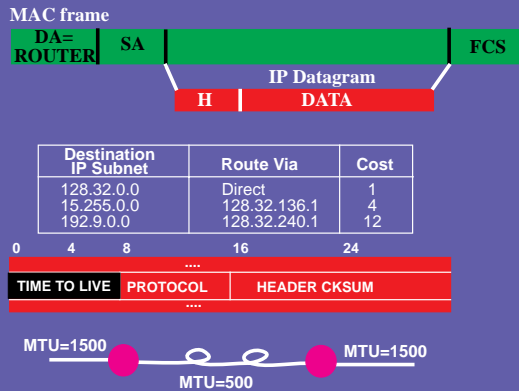 MAC frame
DA= ROUTER SA FCS
IP Datagram
H DATA
Destination IP Subnet Route Via Cost
128.32.0.0 Direct 1
15.255.0.0 128.32.136.1 4
192.9.0.0 128.32.240.1 12
0 4 8 16 24
....
TIME TO LIVE PROTOCOL HEADER CKSUM
....
MTU=1500 MTU=1500
MTU=500